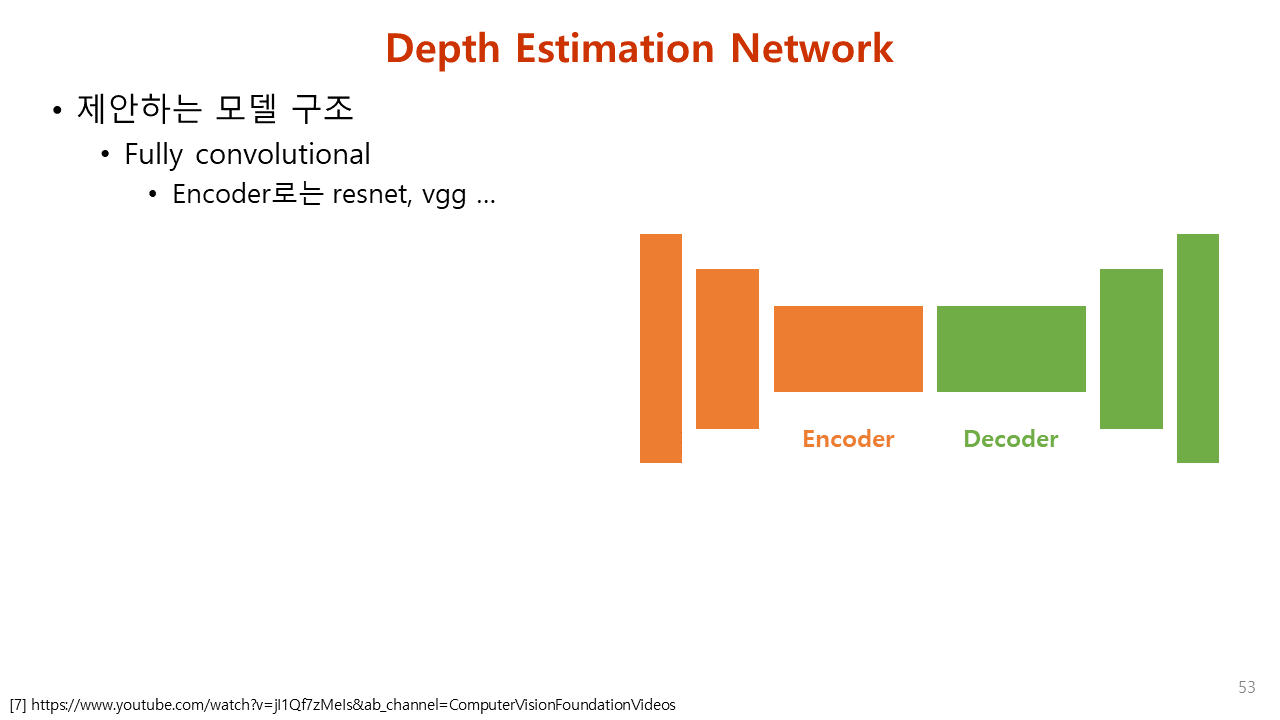 Depth Estimation Network
• 제안하는 모델 구조
• Fully convolutional
• Encoder로는 resnet, vgg ...
Encoder
Decoder
53
[7] https://www.youtube.com/watch?v=jI1Qf7zMeIs&ab_channel=ComputerVisionFoundationVideos